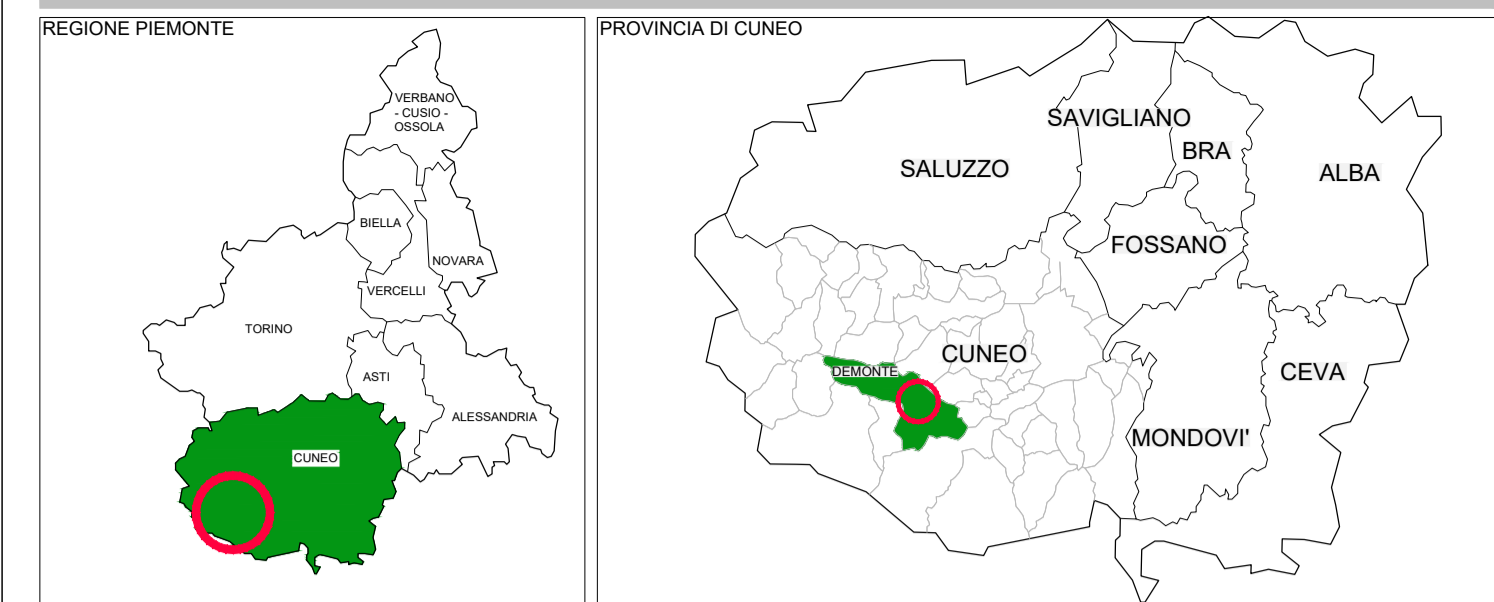 REGIONE PIEMONTE
VERBANO
- CUSIO -
OSSOLA
BIELLA
NOVARA
VERCELLI
TORINO
ASTI
ALESSANDRIA
CUNEO
PROVINCIA DI CUNEO
SAVIGLIANO
BRA
SALUZZO
ALBA
FOSSANO
CUNEO
DEMONTE
CEVA
MONDOVI'